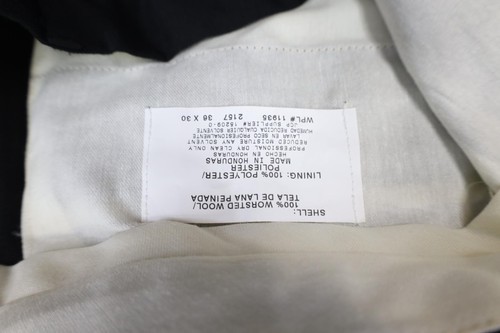 SHELL:
100% WORSTED WOOL/
TELA DE LANA PEINADA
LINING: 100% POLYESTER/
POLIESTER
MADE IN HONDURAS
HECHO EN HONDURAS
PROFESSIONAL DRY CLEAN ONLY
REDUCED MOISTURE ANY SOLVENT
LAVAR EN SECO PROFESIONALMENTE
HUMEDAD REDUCIDA CUALQUIER SOLVENTE
JCP SUPPLIER# 16209-0
WPL# 11935 2157 36 X 30